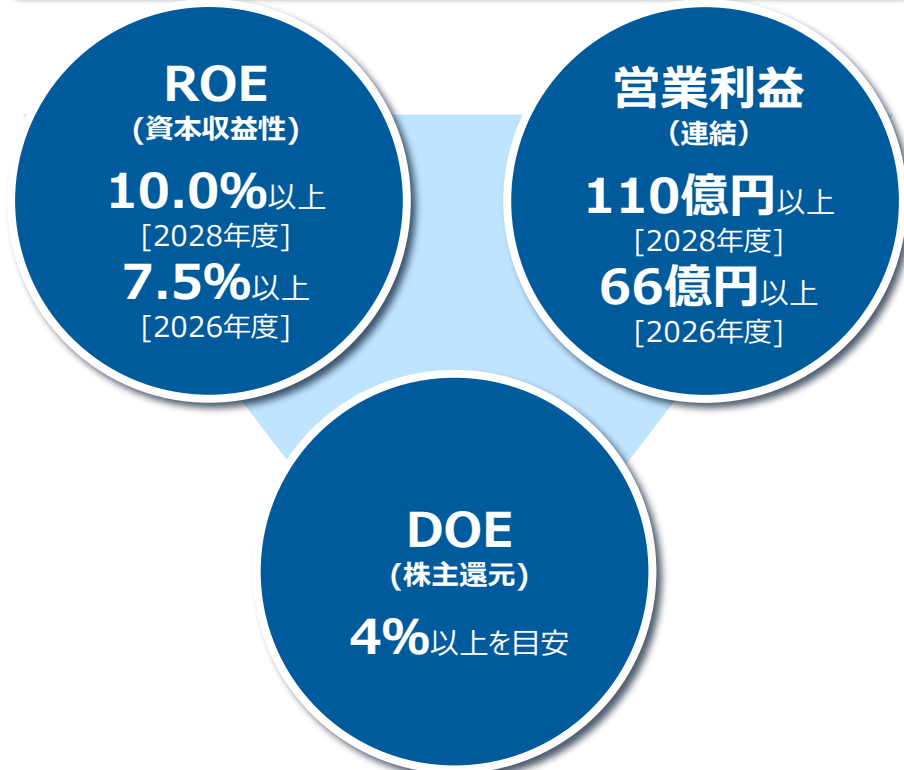 ROE
(資本収益性)
10.0%以上
[2028年度]
7.5%以上
[2026年度]
営業利益
（連結）
110億円以上
[2028年度]
66億円以上
[2026年度]
DOE
(株主還元)
4%以上を目安